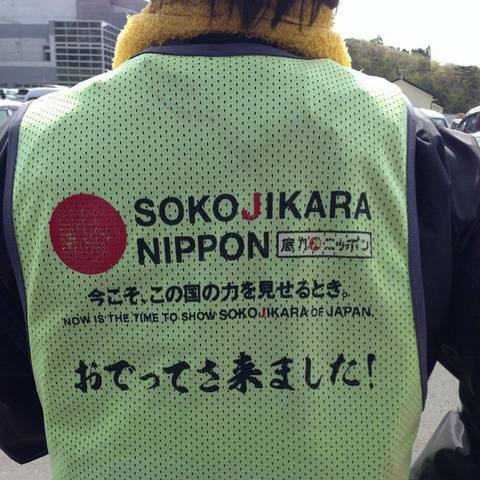 SOKOJIKARA
NIPPON 底力ニッポン
今こそ、この国の力を見せるとき。
NOW IS THE TIME TO SHOW SOKOJIKARA OF JAPAN.
おでってさ来ました!